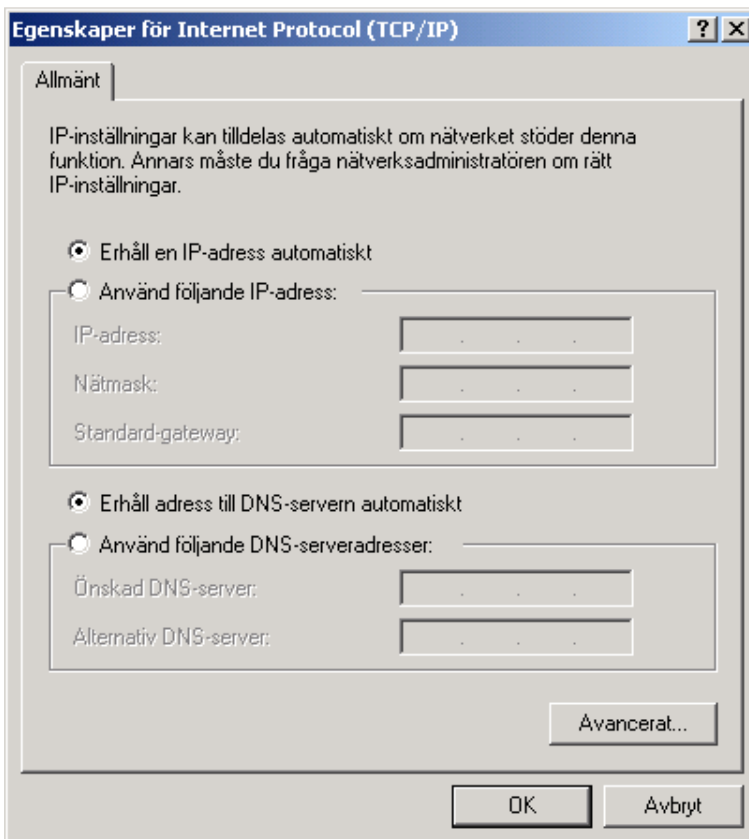 Egenskaper för Internet Protocol (TCP/IP)
Allmänt
IP-inställningar kan tilldelas automatiskt om nätverket stöder denna
funktion. Annars måste du fråga nätverksadministratören om rätt
IP-inställningar.
Erhåll en IP-adress automatiskt
Använd följande IP-adress:
IP-adress:
Nätmask:
Standard-gateway:
Erhåll adress till DNS-servern automatiskt
Använd följande DNS-serveradresser:
Önskad DNS-server:
Alternativ DNS-server:
Avancerat...
OK
Avbryt